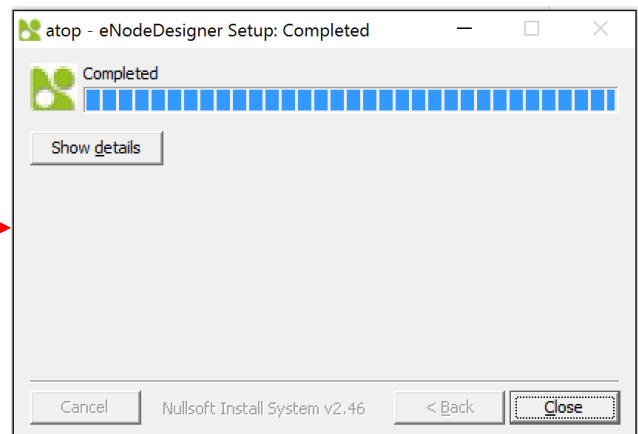 atop - eNodeDesigner Setup: Completed
Completed
Show details
Cancel Nullsoft Install System v2.46 < Back Close